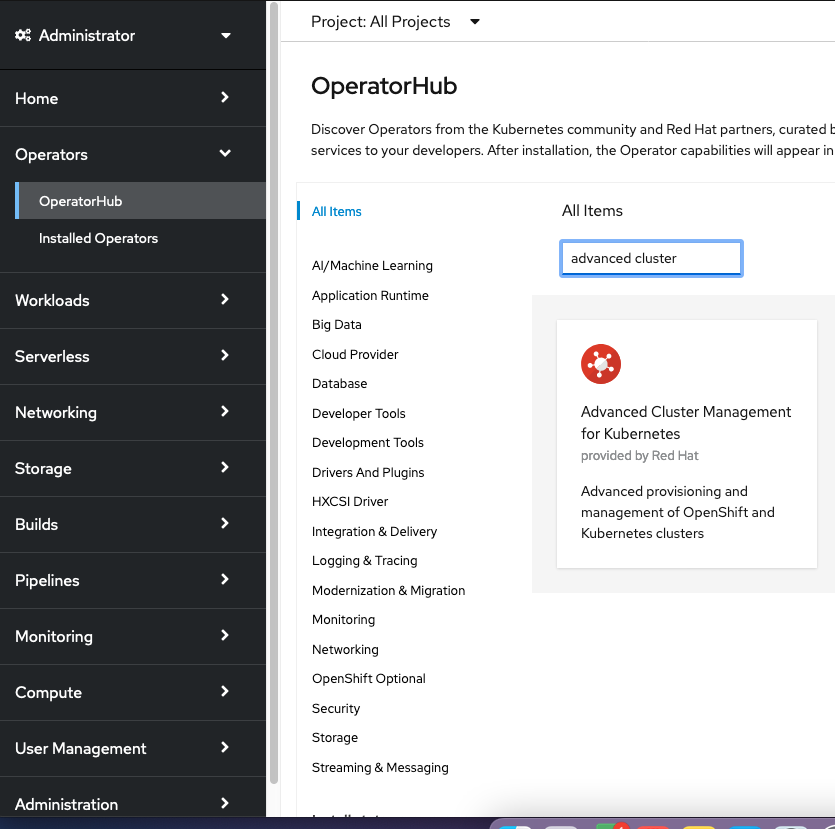 Administrator
Home
Operators
OperatorHub
Installed Operators
Workloads
Serverless
Networking
Storage
Builds
Pipelines
Monitoring
Compute
User Management
Administration
Project: All Projects
OperatorHub
Discover Operators from the Kubernetes community and Red Hat partners, curated
services to your developers. After installation, the Operator capabilities will appear in
All Items
AI/Machine Learning
Application Runtime
Big Data
Cloud Provider
Database
Developer Tools
Development Tools
Drivers And Plugins
HXCSI Driver
Integration & Delivery
Logging & Tracing
Modernization & Migration
Monitoring
Networking
OpenShift Optional
Security
Storage
Streaming & Messaging
All Items
advanced cluster
Advanced Cluster Management
for Kubernetes
provided by Red Hat
Advanced provisioning and
management of OpenShift and
Kubernetes clusters